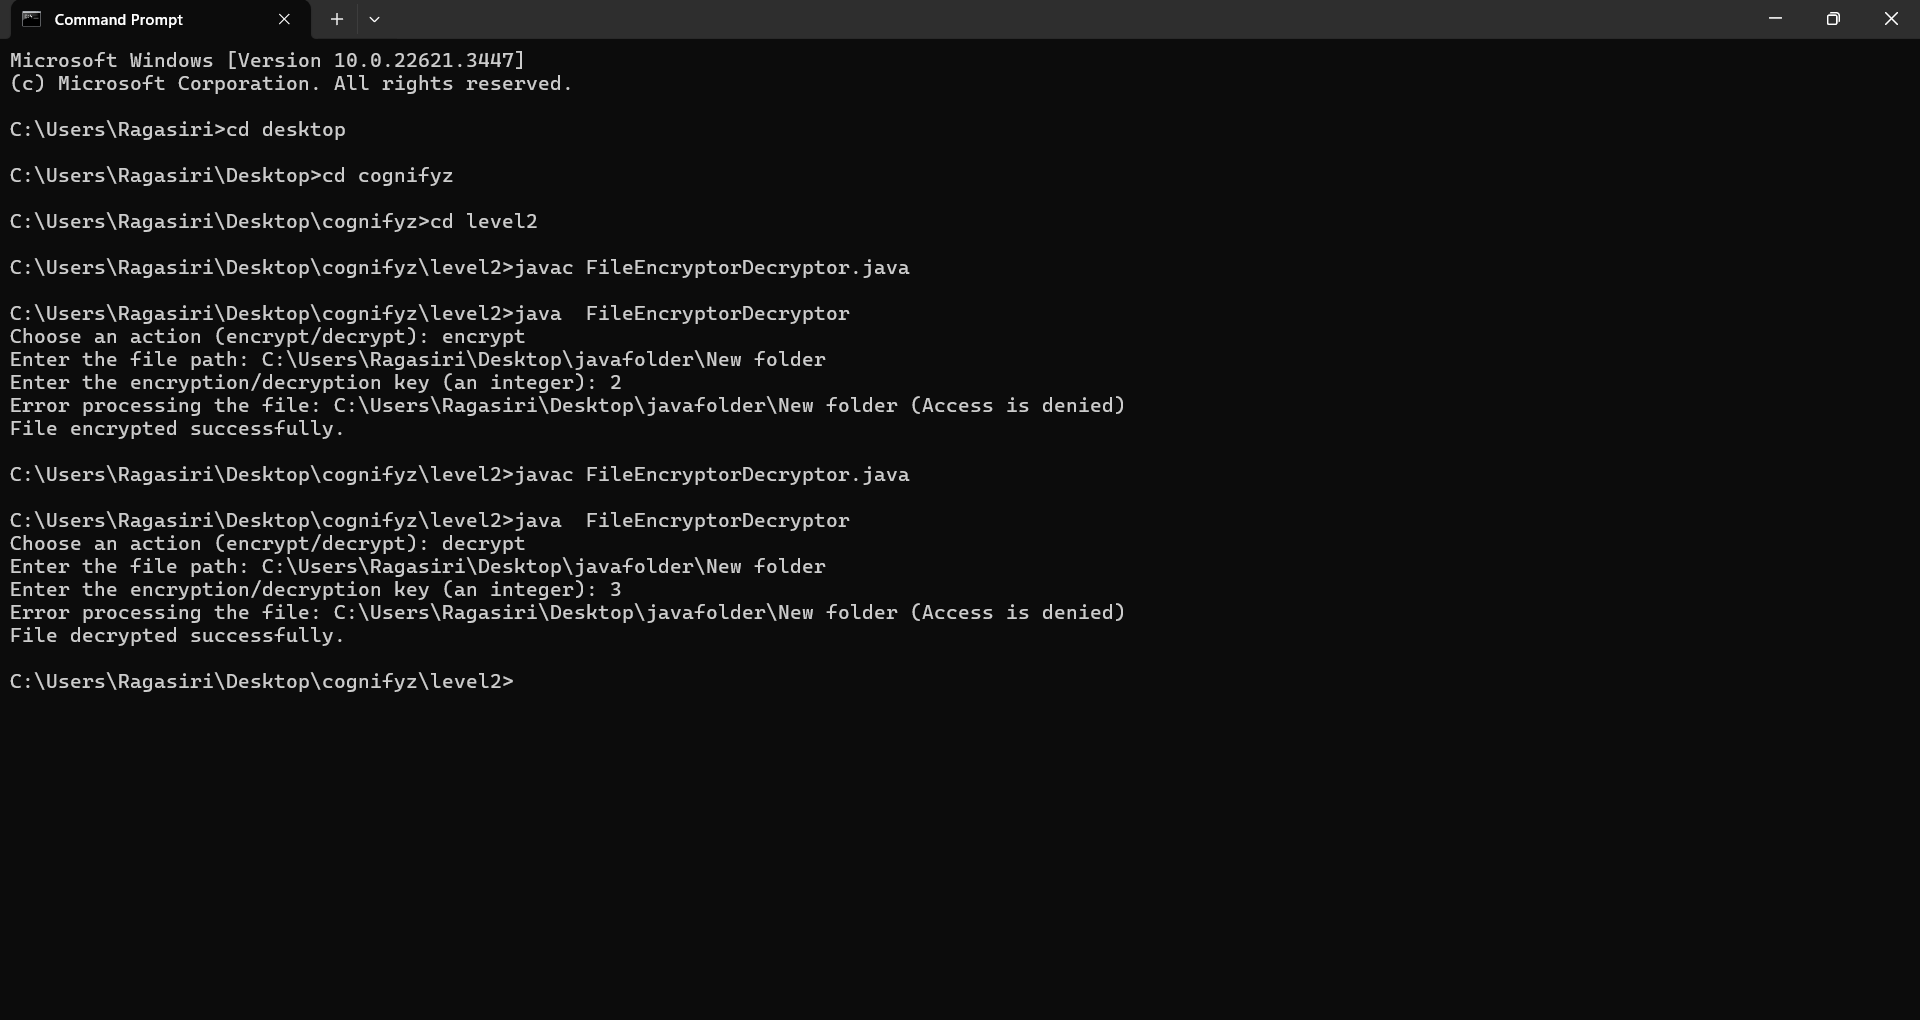 Command Prompt
Microsoft Windows [Version 10.0.22621.3447]
(c) Microsoft Corporation. All rights reserved.
C:\Users\Ragasiri>cd desktop
C:\Users\Ragasiri\Desktop>cd cognifyz
C:\Users\Ragasiri\Desktop\cognifyz>cd level2
C:\Users\Ragasiri\Desktop\cognifyz\level2>javac FileEncryptorDecryptor.java
C:\Users\Ragasiri\Desktop\cognifyz\level2>java  FileEncryptorDecryptor
Choose an action (encrypt/decrypt): encrypt
Enter the file path: C:\Users\Ragasiri\Desktop\javafolder\New folder
Enter the encryption/decryption key (an integer): 2
Error processing the file: C:\Users\Ragasiri\Desktop\javafolder\New folder (Access is denied)
File encrypted successfully.
C:\Users\Ragasiri\Desktop\cognifyz\level2>javac FileEncryptorDecryptor.java
C:\Users\Ragasiri\Desktop\cognifyz\level2>java  FileEncryptorDecryptor
Choose an action (encrypt/decrypt): decrypt
Enter the file path: C:\Users\Ragasiri\Desktop\javafolder\New folder
Enter the encryption/decryption key (an integer): 3
Error processing the file: C:\Users\Ragasiri\Desktop\javafolder\New folder (Access is denied)
File decrypted successfully.
C:\Users\Ragasiri\Desktop\cognifyz\level2>